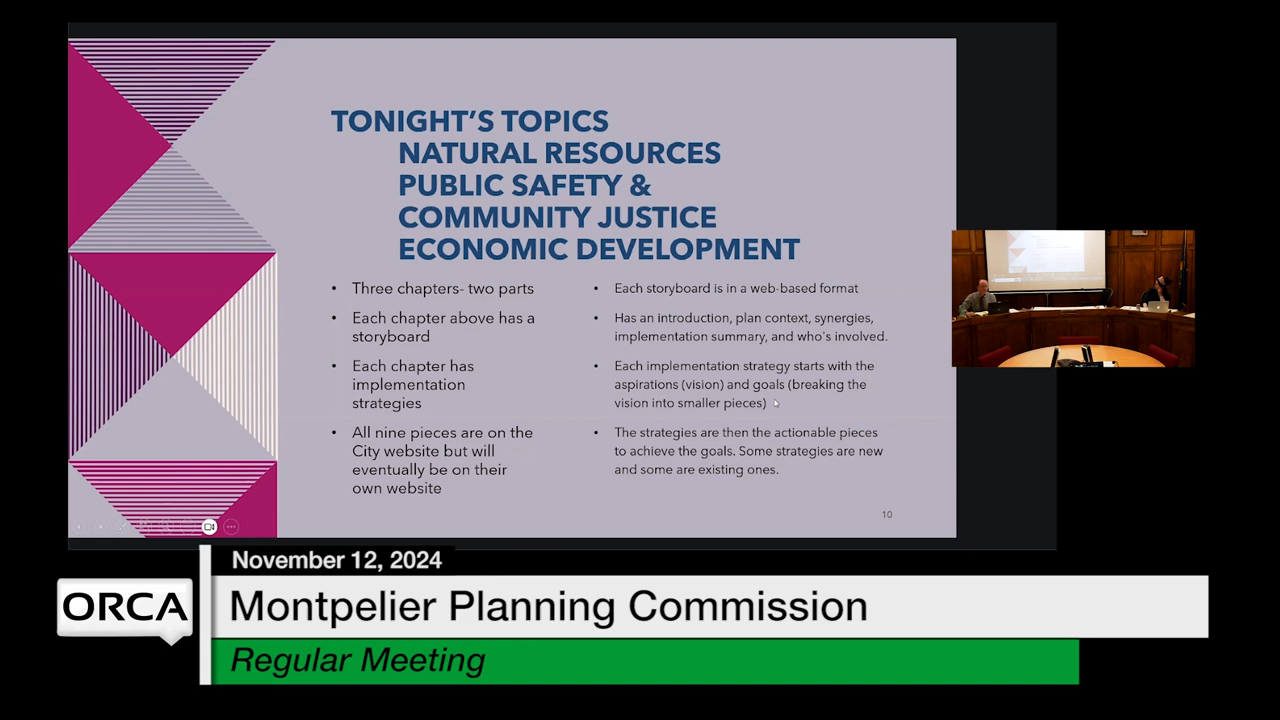 TONIGHT'S TOPICS
NATURAL RESOURCES
PUBLIC SAFETY &
COMMUNITY JUSTICE
ECONOMIC DEVELOPMENT
• Three chapters- two parts
• Each chapter above has a
storyboard
• Each chapter has
implementation
strategies
• All nine pieces are on the
City website but will
eventually be on their
own website
• Each storyboard is in a web-based format
• Has an introduction, plan context, synergies,
implementation summary, and who's involved.
• Each implementation strategy starts with the
aspirations (vision) and goals (breaking the
vision into smaller pieces)
• The strategies are then the actionable pieces
to achieve the goals. Some strategies are new
and some are existing ones.
10
November 12, 2024
ORCA
Montpelier Planning Commission
Regular Meeting